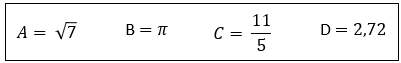 A = √7 B = π C = 11/5 D = 2,72